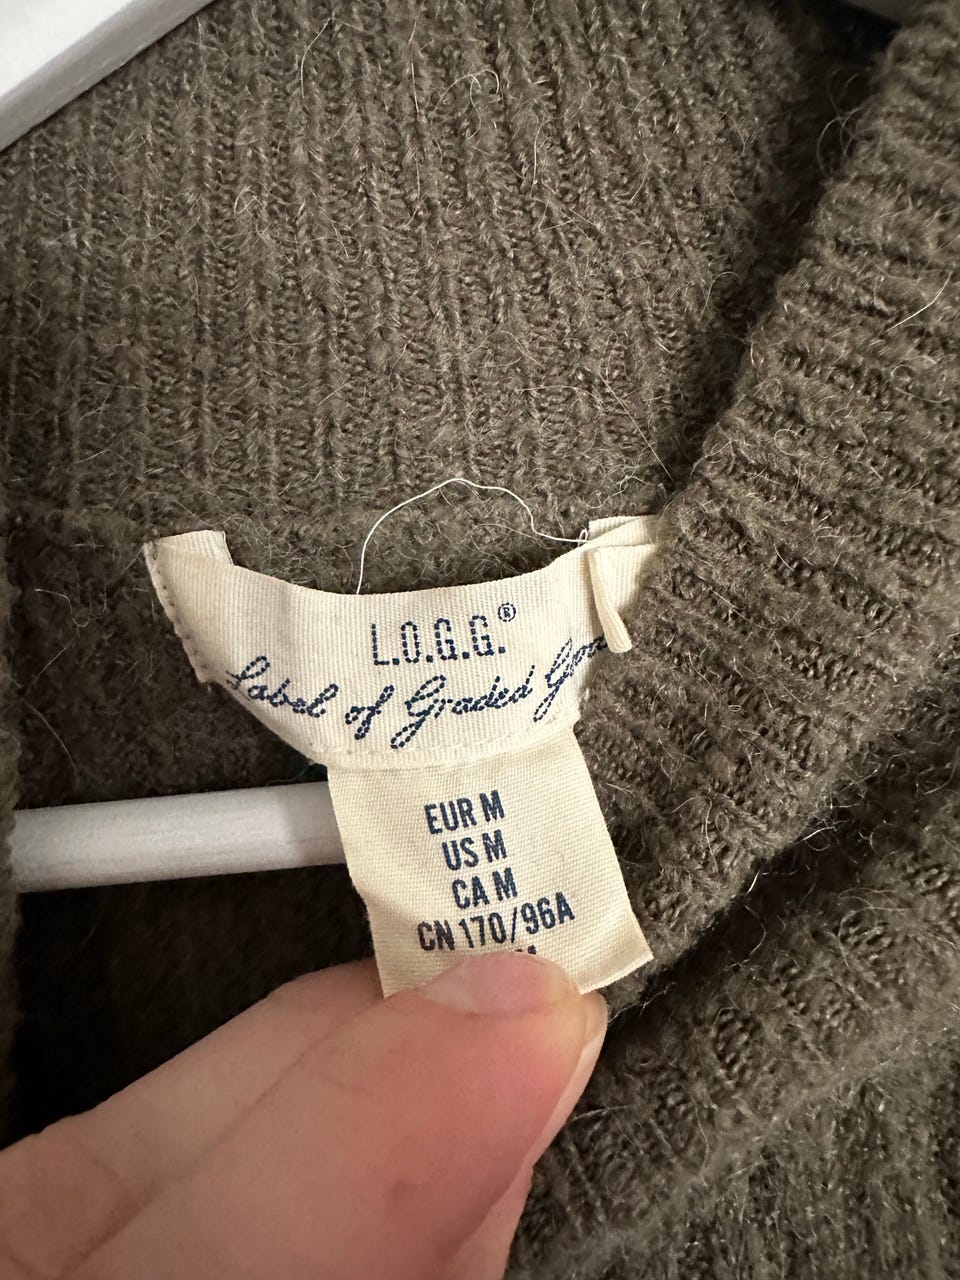 L.O.G.G.®
Label of Graded
EUR M
US M
CA M
CN 170/96A